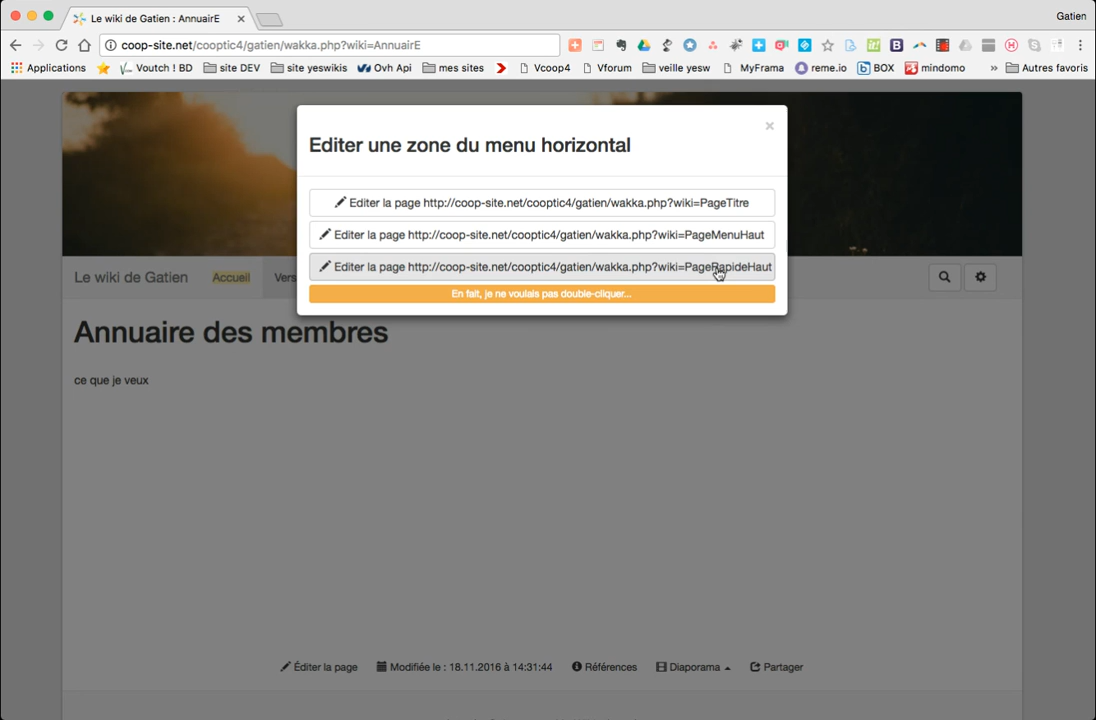 Le wiki de Gatien : AnnuairE
Gatien
coop-site.net/cooptic4/gatien/wakka.php?wiki=AnnuairE
Applications
Voutch ! BD
site DEV
site yeswikis
Ovh Api
mes sites
Vcoop4
Vforum
veille yesw
MyFrama
reme.io
BOX
mindomo
»
Autres favoris
Editer une zone du menu horizontal
×
Editer la page http://coop-site.net/cooptic4/gatien/wakka.php?wiki=PageTitre
Editer la page http://coop-site.net/cooptic4/gatien/wakka.php?wiki=PageMenuHaut
Editer la page http://coop-site.net/cooptic4/gatien/wakka.php?wiki=PageRapideHaut
En fait, je ne voulais pas double-cliquer...
Le wiki de Gatien
Accueil
Vers
Annuaire des membres
ce que je veux
Éditer la page
Modifiée le : 18.11.2016 à 14:31:44
Références
Diaporama
Partager